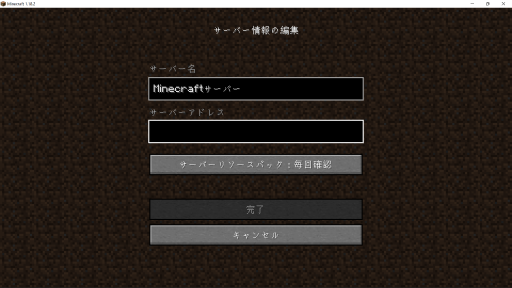 Minecraft 1.18.2
サーバー情報の編集
サーバー名
Minecraftサーバー
サーバーアドレス
サーバーリソースパック：毎回確認
完了
キャンセル